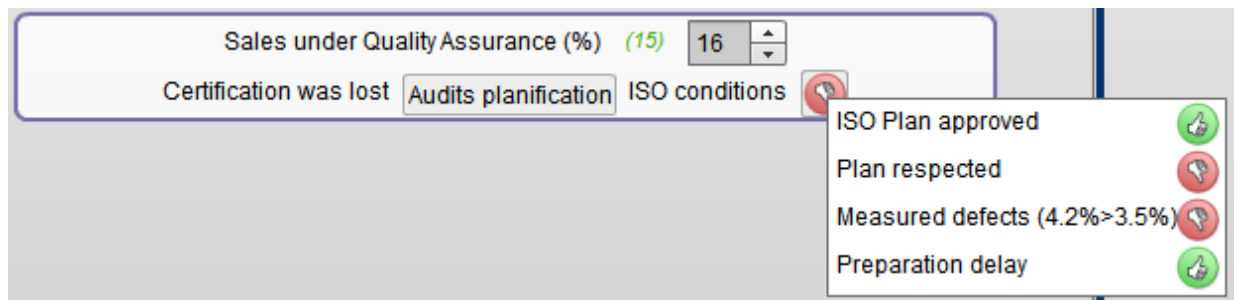 Sales under Quality Assurance (%) (15) 16
Certification was lost Audits planification ISO conditions
ISO Plan approved
Plan respected
Measured defects (4.2%>3.5%)
Preparation delay